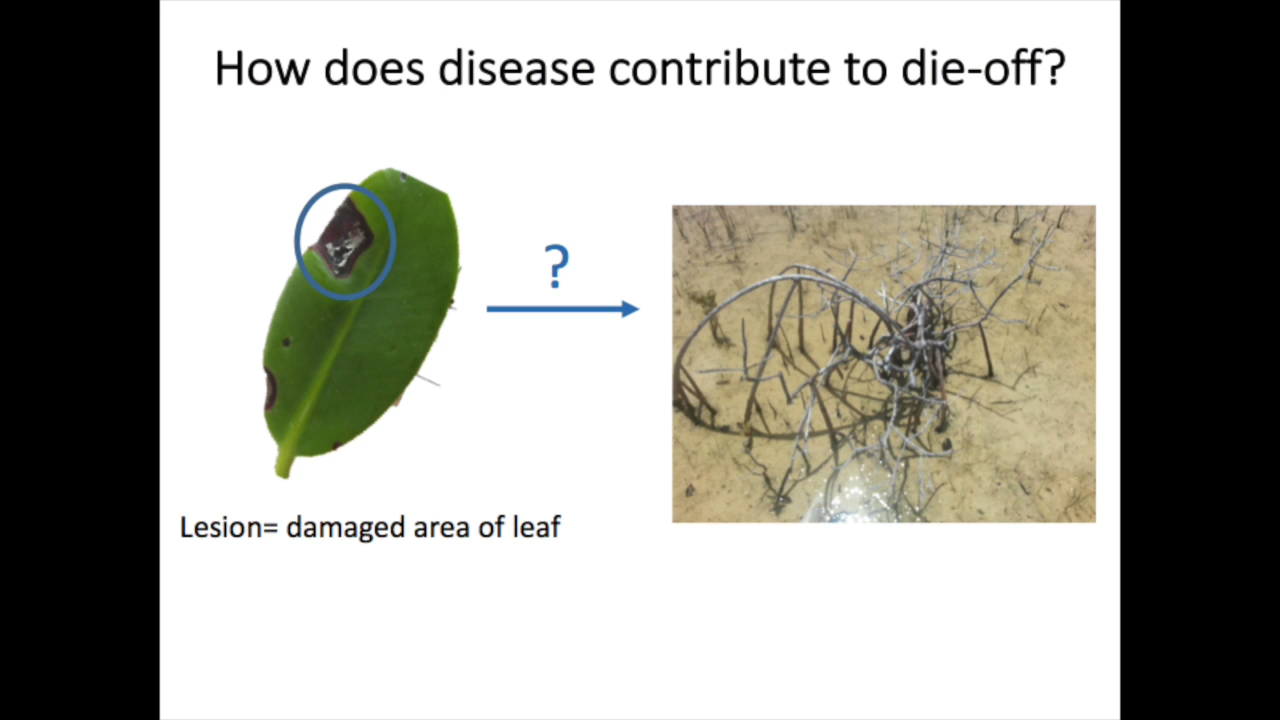 How does disease contribute to die-off?
?
Lesion= damaged area of leaf